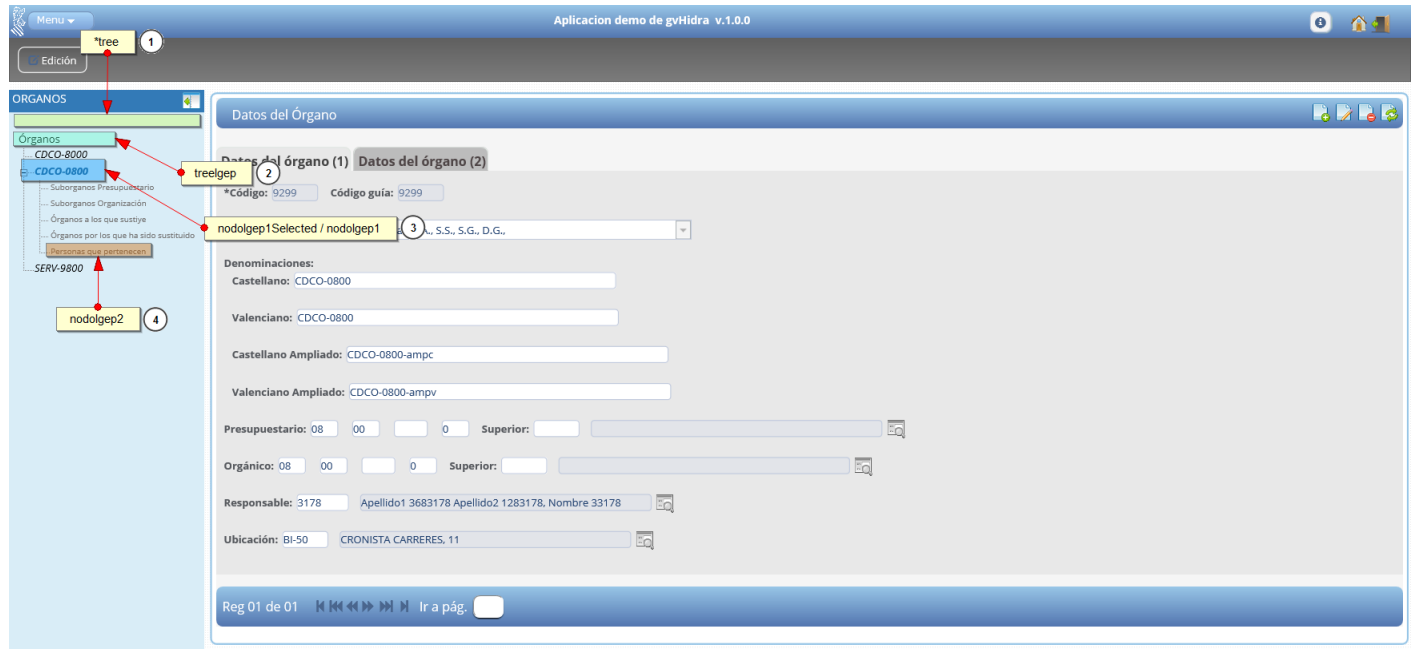 Menu
Aplicacion demo de gvHidra v.1.0.0
*tree 1
Edición
ORGANOS
Datos del Órgano
Órganos
CDCO-8000
CDCO-0800
Suborganos Presupuestario
Suborganos Organización
Órganos a los que sustiye
Órganos por los que ha sido sustituido
Personas que pertenecen
SERV-9800
treelgep 2
nodolgep1Selected / nodolgep1 3
nodolgep2 4
Datos del órgano (1) Datos del órgano (2)
*Código: 9299 Código guía: 9299
S.S., S.G., D.G.,
Denominaciones:
Castellano: CDCO-0800
Valenciano: CDCO-0800
Castellano Ampliado: CDCO-0800-ampc
Valenciano Ampliado: CDCO-0800-ampv
Presupuestario: 08 00 0 Superior:
Orgánico: 08 00 0 Superior:
Responsable: 3178 Apellido1 3683178 Apellido2 1283178, Nombre 33178
Ubicación: BI-50 CRONISTA CARRERES, 11
Reg 01 de 01 Ir a pág.